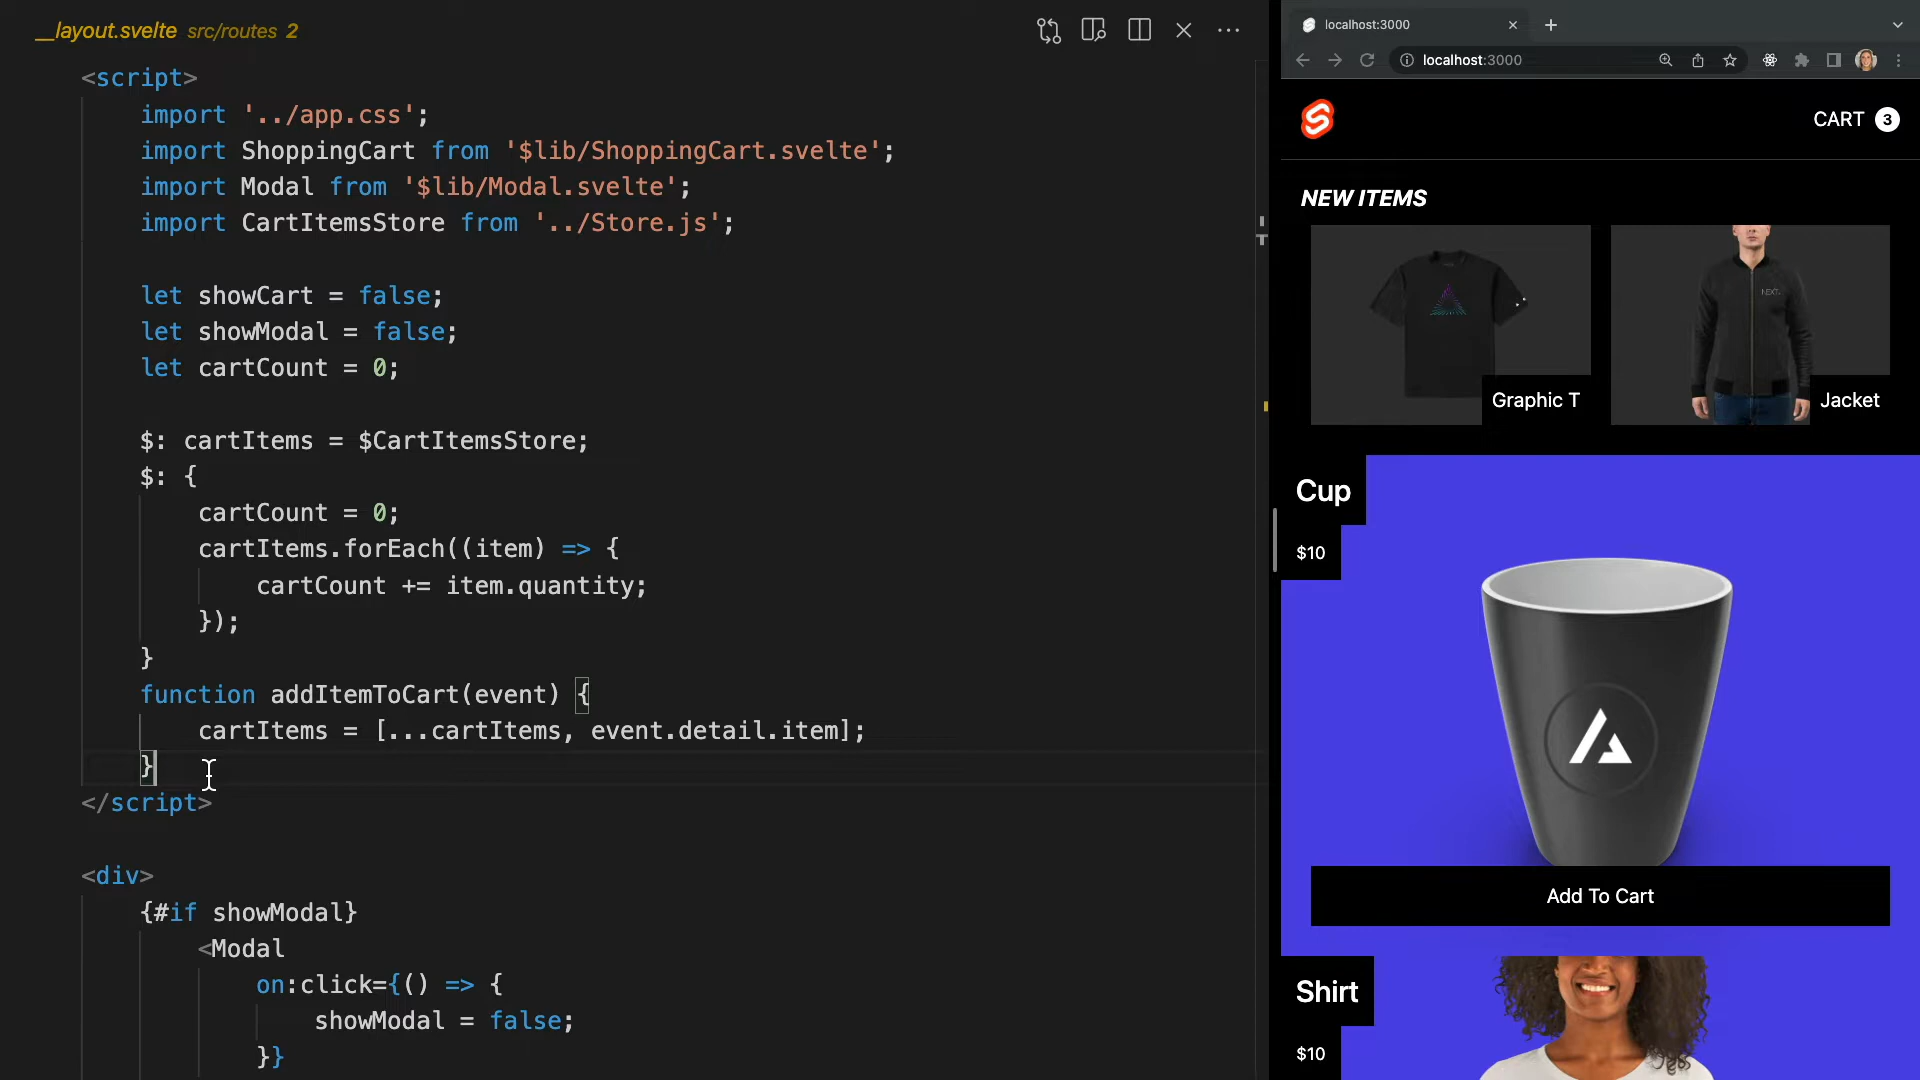 __layout.svelte src/routes 2
<script>
import '../app.css';
import ShoppingCart from '$lib/ShoppingCart.svelte';
import Modal from '$lib/Modal.svelte';
import CartItemsStore from '../Store.js';
let showCart = false;
let showModal = false;
let cartCount = 0;
$: cartItems = $CartItemsStore;
$: {
cartCount = 0;
cartItems.forEach((item) => {
cartCount += item.quantity;
});
}
function addItemToCart(event) {
cartItems = [...cartItems, event.detail.item];
}
</script>
<div>
{#if showModal}
<Modal
on:click={() => {
showModal = false;
}}
localhost:3000
localhost:3000
CART 3
NEW ITEMS
NEXT.
Graphic T
Jacket
Cup
$10
Add To Cart
Shirt
$10